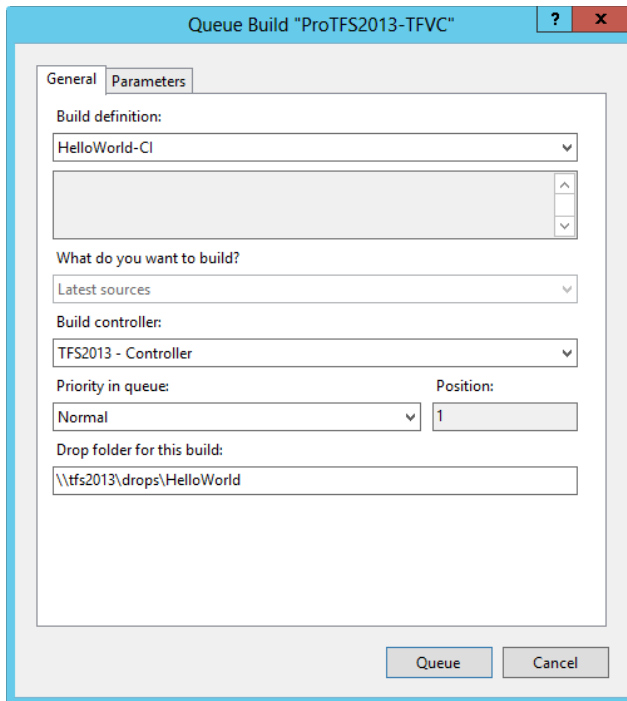 Queue Build "ProTFS2013-TFVC"
? x
General Parameters
Build definition:
HelloWorld-CI
What do you want to build?
Latest sources
Build controller:
TFS2013 - Controller
Priority in queue: Position:
Normal 1
Drop folder for this build:
\\tfs2013\drops\HelloWorld
Queue Cancel